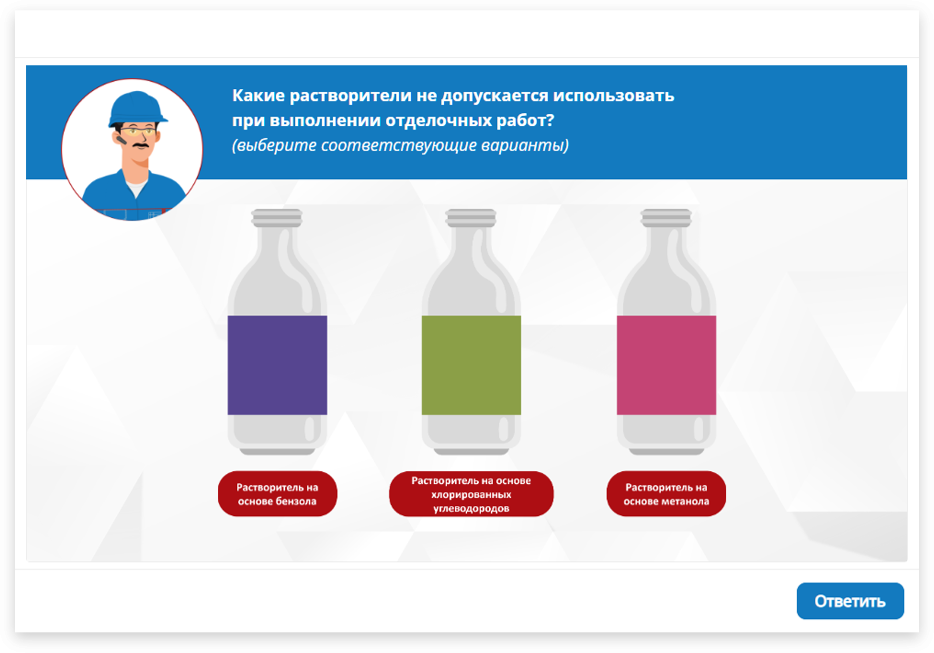 Какие растворители не допускается использовать
при выполнении отделочных работ?
(выберите соответствующие варианты)
Растворитель на
основе бензола
Растворитель на основе
хлорированных
углеводородов
Растворитель на
основе метанола
Ответить